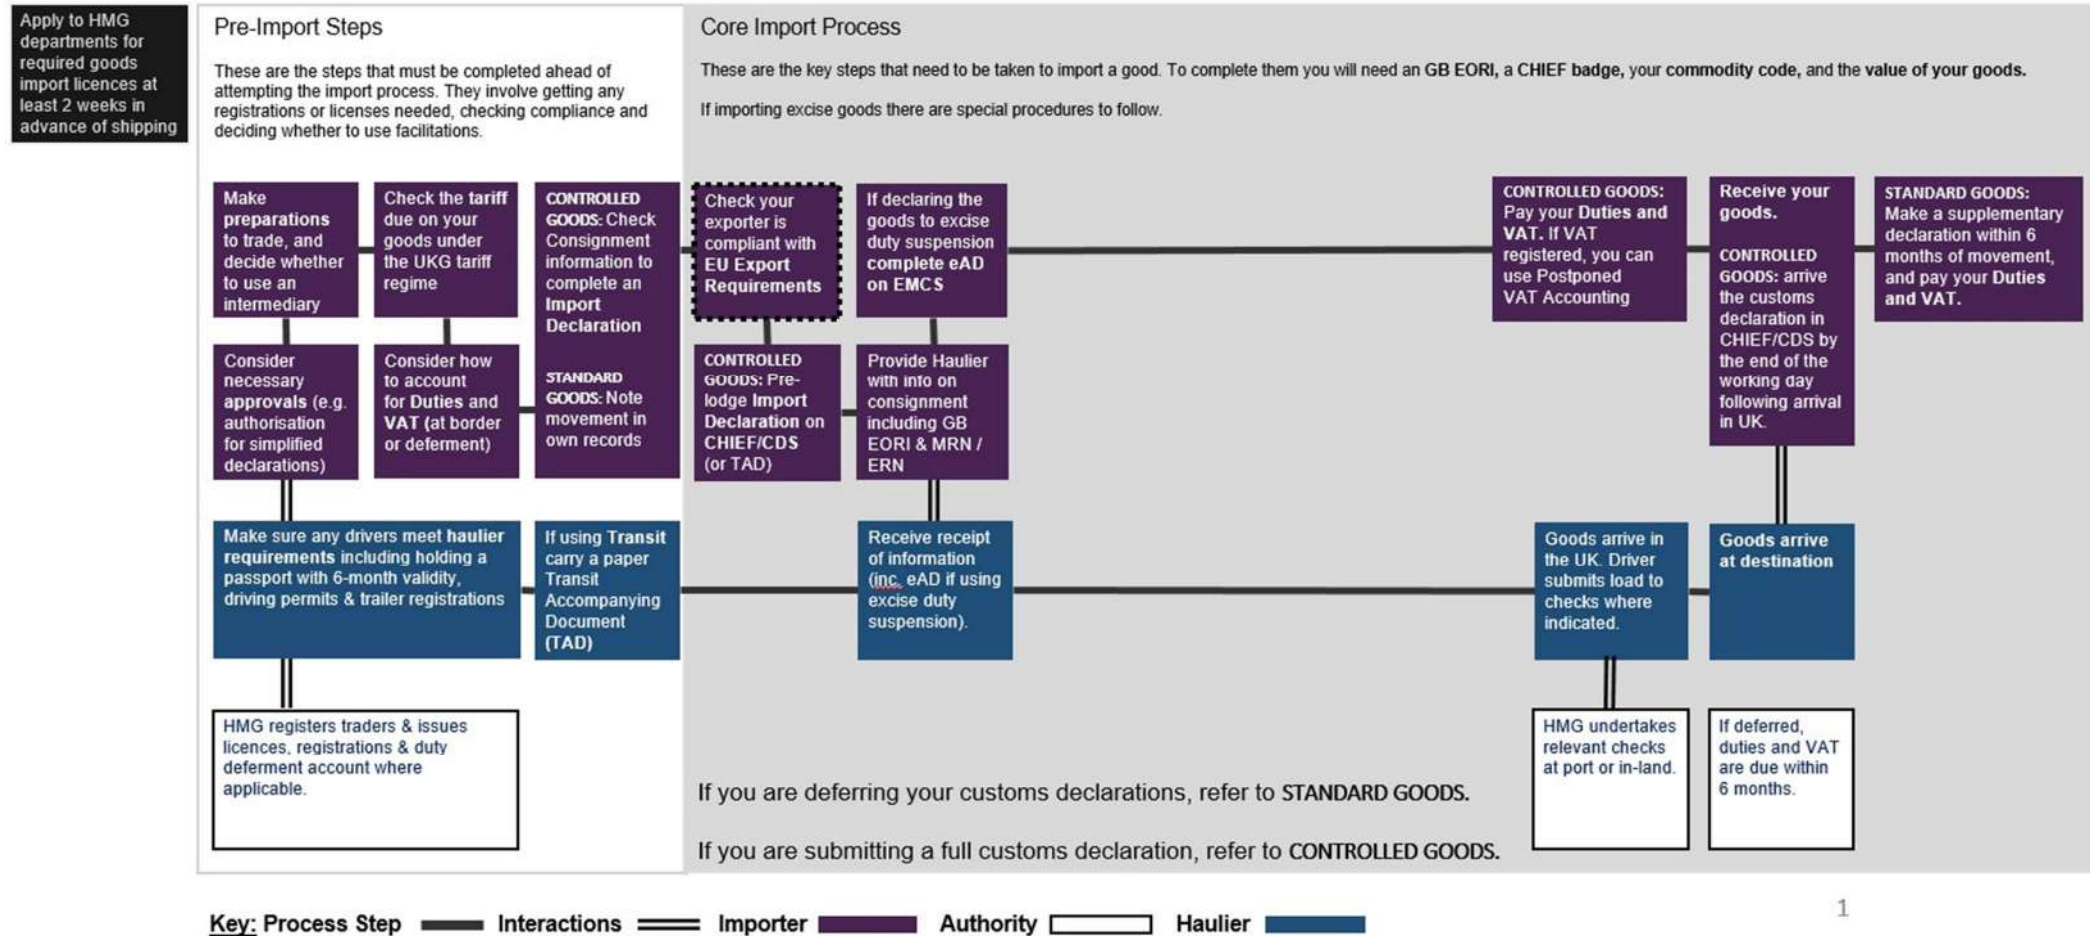 Apply to HMG
departments for
required goods
import licences at
least 2 weeks in
advance of shipping
Pre-Import Steps
These are the steps that must be completed ahead of
attempting the import process. They involve getting any
registrations or licenses needed, checking compliance and
deciding whether to use facilitations.
Core Import Process
These are the key steps that need to be taken to import a good. To complete them you will need an GB EORI, a CHIEF badge, your commodity code, and the value of your goods.
If importing excise goods there are special procedures to follow.
Make
preparations
to trade, and
decide whether
to use an
intermediary
Check the tariff
due on your
goods under
the UKG tariff
regime
CONTROLLED
GOODS: Check
Consignment
information to
complete an
Import
Declaration
STANDARD
GOODS: Note
movement in
own records
Check your
exporter is
compliant with
EU Export
Requirements
If declaring the
goods to excise
duty suspension
complete eAD
on EMCS
CONTROLLED GOODS:
Pay your Duties and
VAT. If VAT
registered, you can
use Postponed
VAT Accounting
Receive your
goods.
CONTROLLED
GOODS: arrive
the customs
declaration in
CHIEF/CDS by
the end of the
working day
following arrival
in UK.
STANDARD GOODS:
Make a supplementary
declaration within 6
months of movement,
and pay your Duties
and VAT.
Consider
necessary
approvals (e.g.
authorisation
for simplified
declarations)
Consider how
to account
for Duties and
VAT (at border
or deferment)
CONTROLLED
GOODS: Pre-
lodge Import
Declaration on
CHIEF/CDS
(or TAD)
Provide Haulier
with info on
consignment
including GB
EORI & MRN /
ERN
Make sure any drivers meet haulier
requirements including holding a
passport with 6-month validity,
driving permits & trailer registrations
If using Transit
carry a paper
Transit
Accompanying
Document
(TAD)
Receive receipt
of information
(inc. eAD if using
excise duty
suspension).
Goods arrive in
the UK. Driver
submits load to
checks where
indicated.
Goods arrive
at destination
HMG registers traders & issues
licences, registrations & duty
deferment account where
applicable.
HMG undertakes
relevant checks
at port or in-land.
If deferred,
duties and VAT
are due within
6 months.
If you are deferring your customs declarations, refer to STANDARD GOODS.
If you are submitting a full customs declaration, refer to CONTROLLED GOODS.
Key: Process Step Interactions Importer Authority Haulier
1